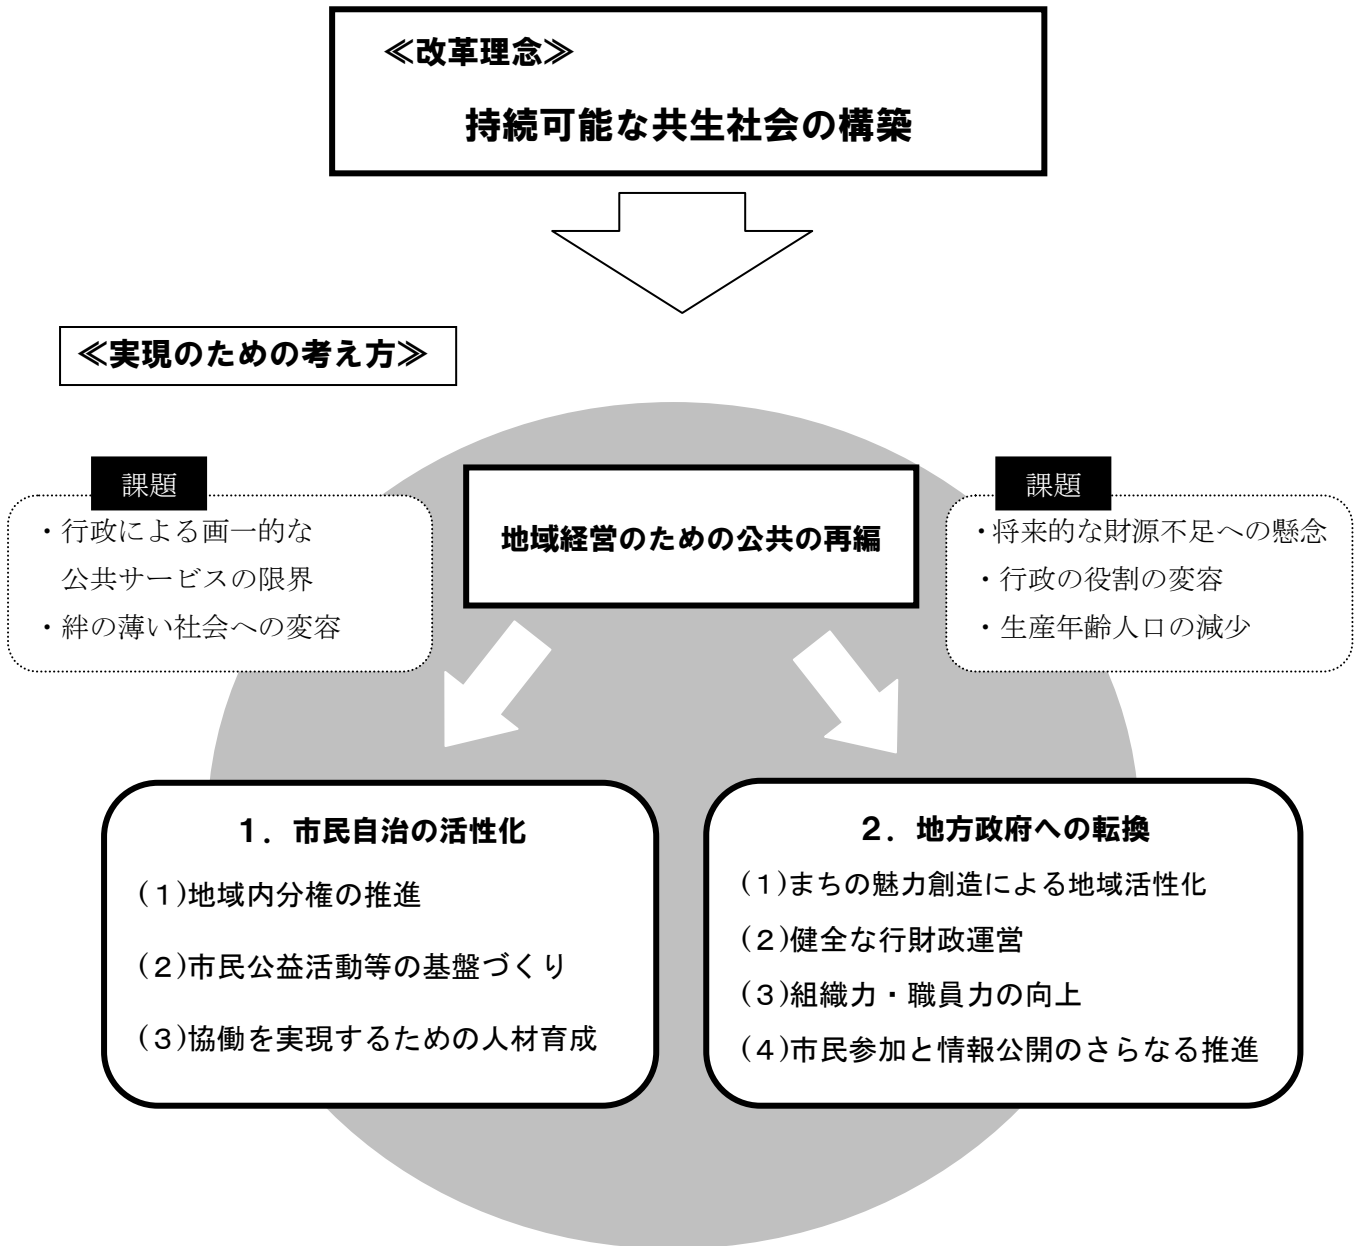 ≪改革理念≫
持続可能な共生社会の構築
≪実現のための考え方≫
課題
・行政による画一的な
公共サービスの限界
・絆の薄い社会への変容
地域経営のための公共の再編
課題
・将来的な財源不足への懸念
・行政の役割の変容
・生産年齢人口の減少
１．市民自治の活性化
(１)地域内分権の推進
(２)市民公益活動等の基盤づくり
(３)協働を実現するための人材育成
２．地方政府への転換
(１)まちの魅力創造による地域活性化
(２)健全な行財政運営
(３)組織力・職員力の向上
(４)市民参加と情報公開のさらなる推進